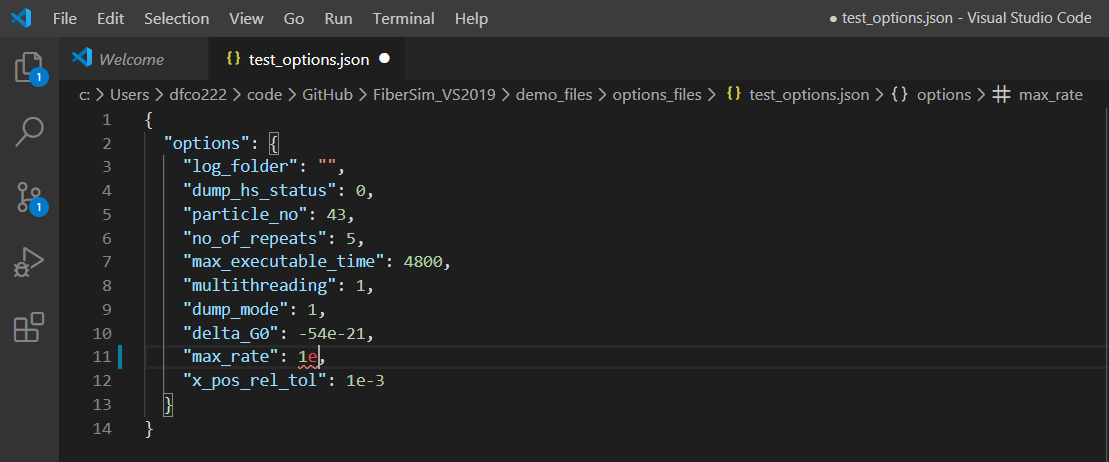 File Edit Selection View Go Run Terminal Help ● test_options.json - Visual Studio Code
Welcome {} test_options.json ●
c: > Users > dfco222 > code > GitHub > FiberSim_VS2019 > demo_files > options_files > {} test_options.json > {} options > # max_rate
1
1
1 {
2 "options": {
3 "log_folder": "",
4 "dump_hs_status": 0,
5 "particle_no": 43,
6 "no_of_repeats": 5,
7 "max_executable_time": 4800,
8 "multithreading": 1,
9 "dump_mode": 1,
10 "delta_G0": -54e-21,
11 "max_rate": 1e,
12 "x_pos_rel_tol": 1e-3
13 }
14 }